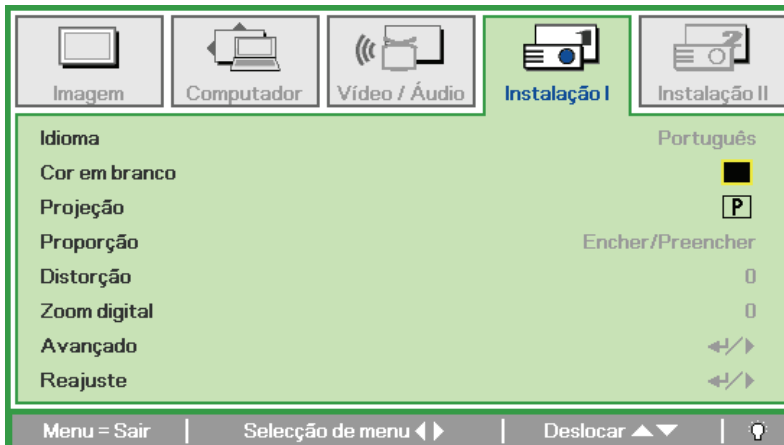 Imagem Computador Vídeo / Áudio Instalação I Instalação II
Idioma Português
Cor em branco
Projeção P
Proporção Encher/Preencher
Distorção 0
Zoom digital 0
Avançado
Reajuste
Menu = Sair Selecção de menu Deslocar